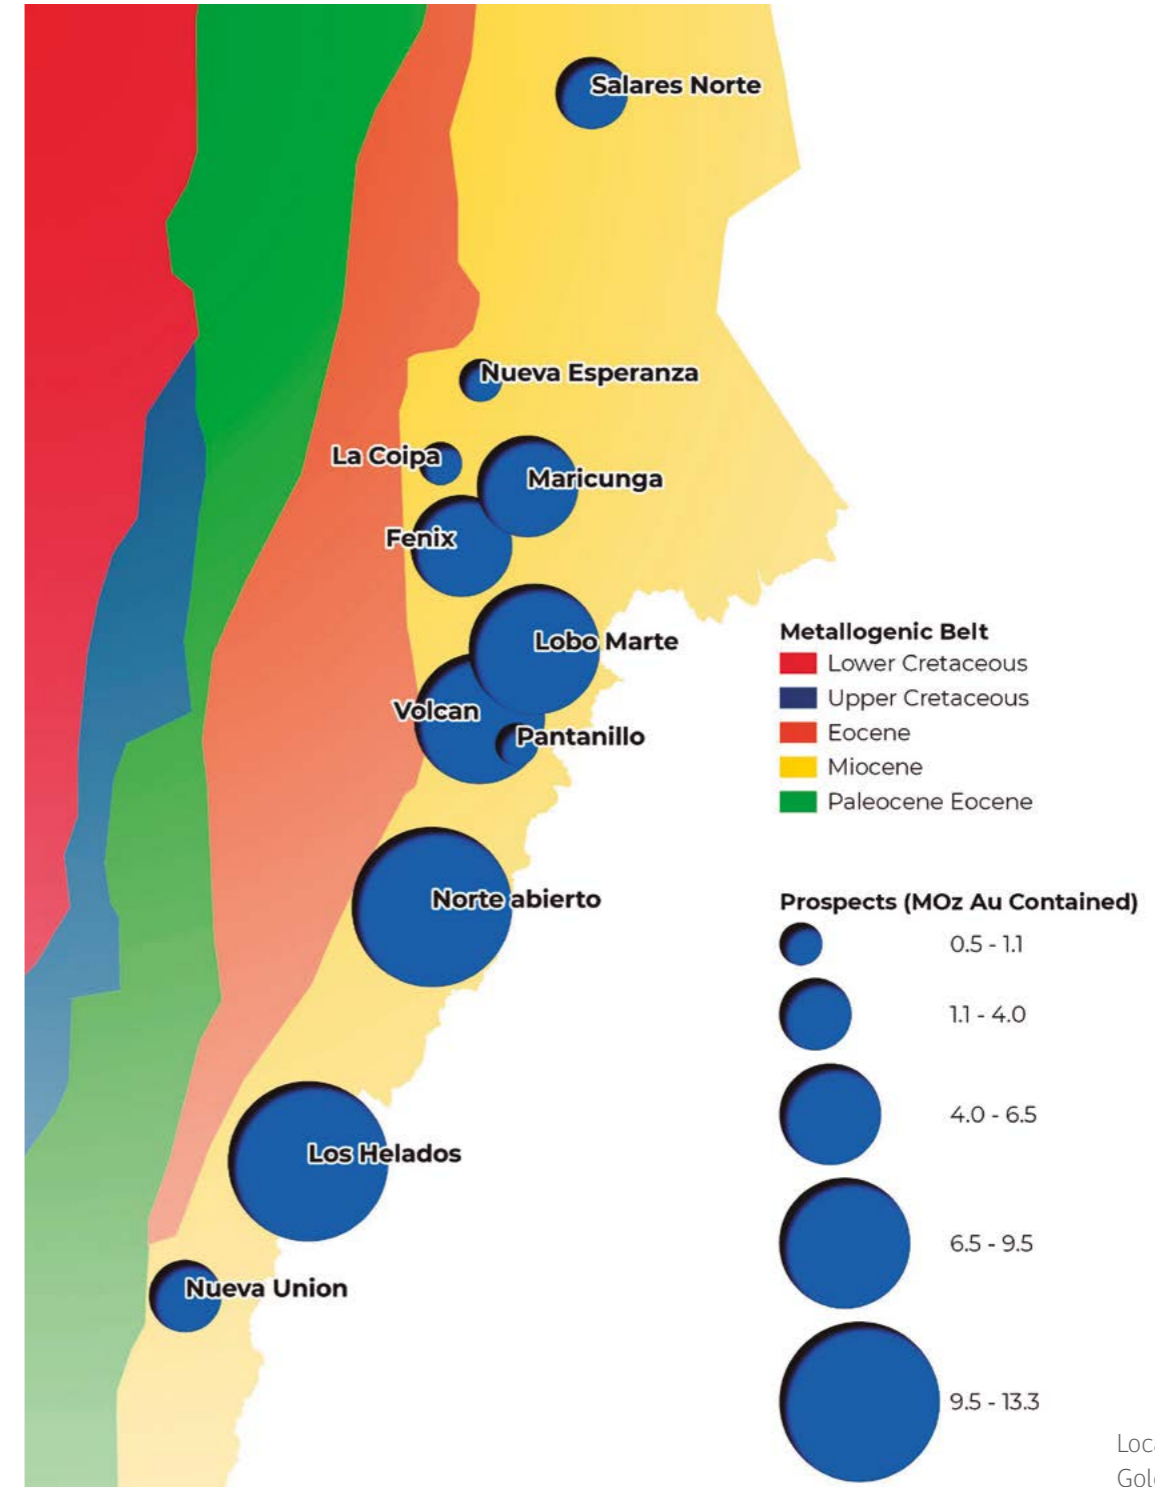 Salares Norte
Nueva Esperanza
La Coipa
Maricunga
Fenix
Lobo Marte
Volcan
Pantanillo
Norte abierto
Los Helados
Nueva Union
Metallogenic Belt
Lower Cretaceous
Upper Cretaceous
Eocene
Miocene
Paleocene Eocene
Prospects (MOz Au Contained)
0.5 - 1.1
1.1 - 4.0
4.0 - 6.5
6.5 - 9.5
9.5 - 13.3